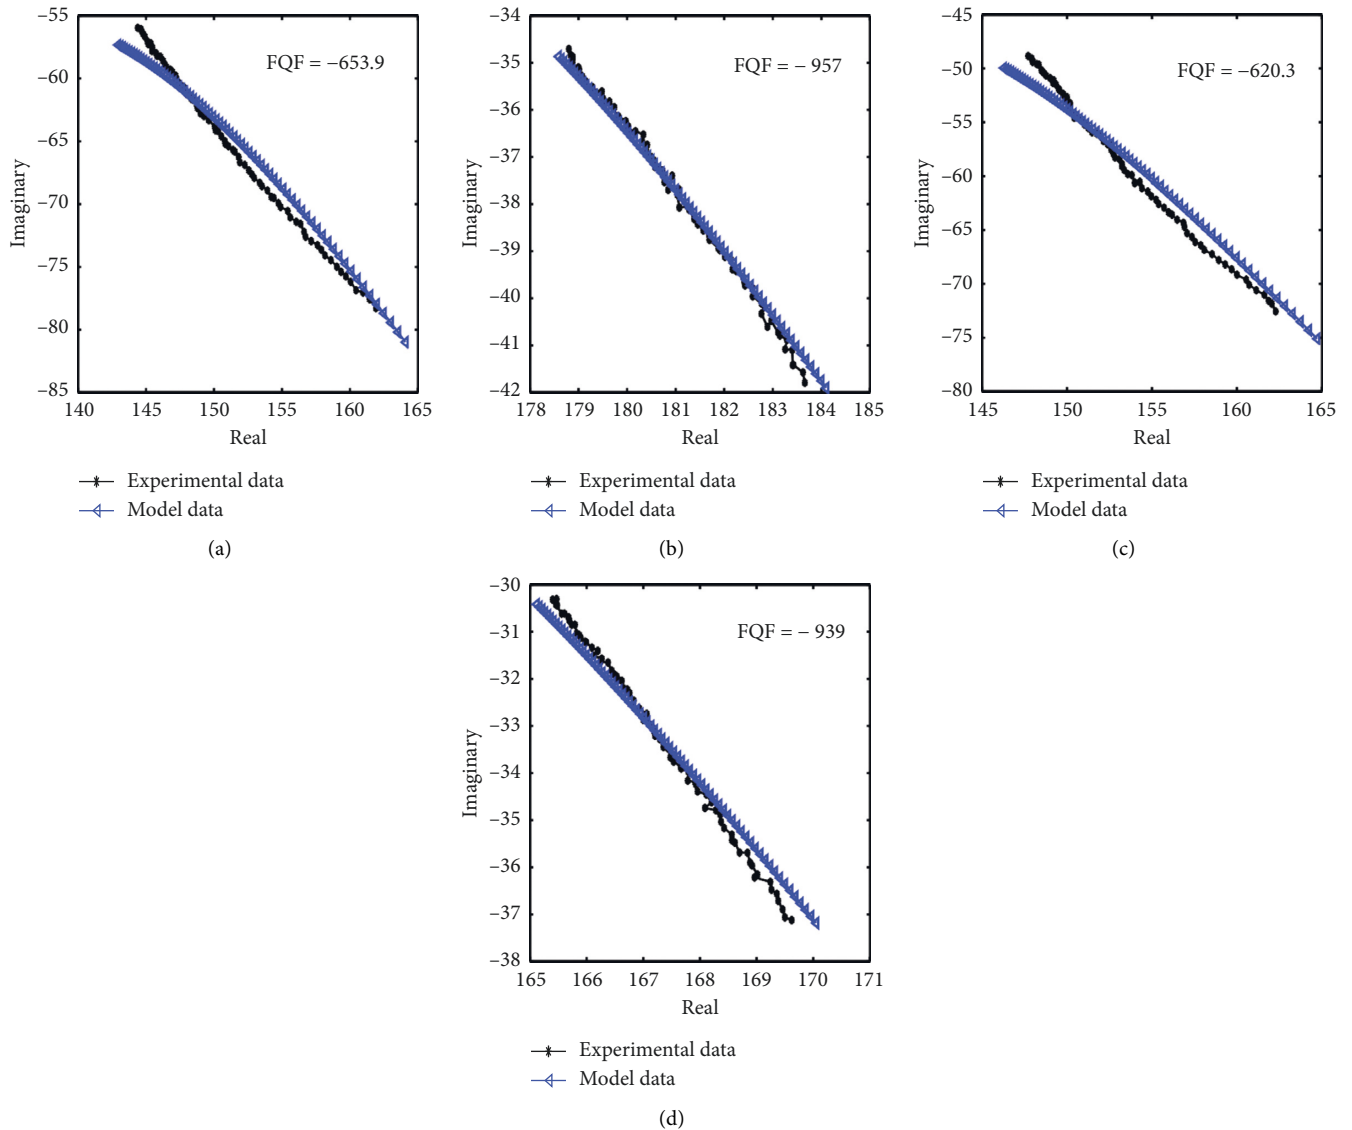 −55
−60
−65
−70
−75
−80
−85
Imaginary
FQF = −653.9
140 145 150 155 160 165
Real
Experimental data
Model data
(a)
−34
−35
−36
−37
−38
−39
−40
−41
−42
Imaginary
FQF = − 957
178 179 180 181 182 183 184 185
Real
Experimental data
Model data
(b)
−45
−50
−55
−60
−65
−70
−75
−80
Imaginary
FQF = −620.3
145 150 155 160 165
Real
Experimental data
Model data
(c)
−30
−31
−32
−33
−34
−35
−36
−37
−38
Imaginary
FQF = − 939
165 166 167 168 169 170 171
Real
Experimental data
Model data
(d)